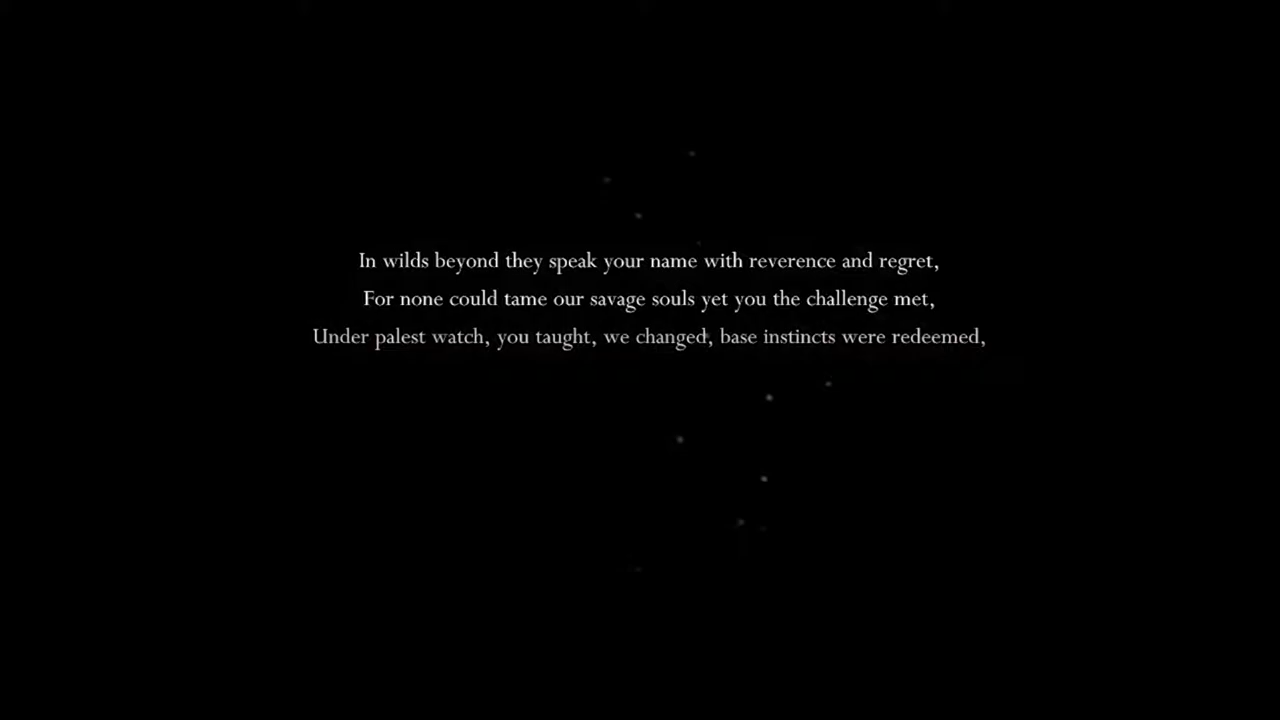 In wilds beyond they speak your name with reverence and regret,
For none could tame our savage souls yet you the challenge met,
Under palest watch, you taught, we changed, base instincts were redeemed,